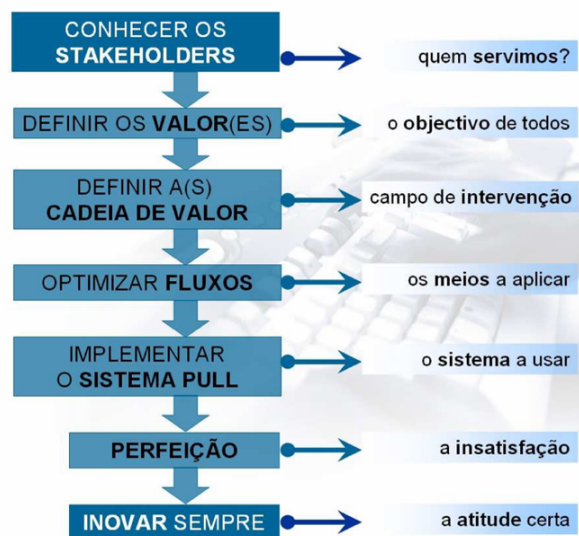 CONHECER OS
STAKEHOLDERS
quem servimos?
DEFINIR OS VALOR(ES)
o objectivo de todos
DEFINIR A(S)
CADEIA DE VALOR
campo de intervenção
OPTIMIZAR FLUXOS
os meios a aplicar
IMPLEMENTAR
O SISTEMA PULL
o sistema a usar
PERFEIÇÃO
a insatisfação
INOVAR SEMPRE
a atitude certa